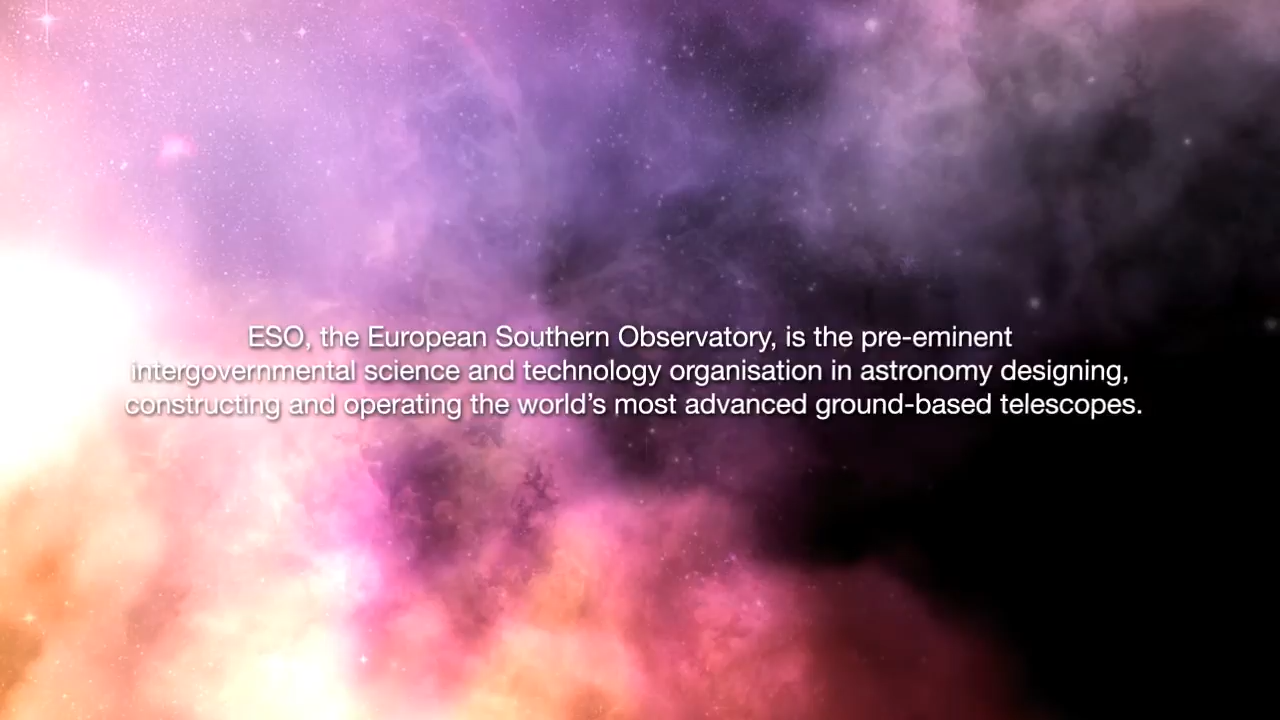 ESO, the European Southern Observatory, is the pre-eminent
intergovernmental science and technology organisation in astronomy designing,
constructing and operating the world’s most advanced ground-based telescopes.